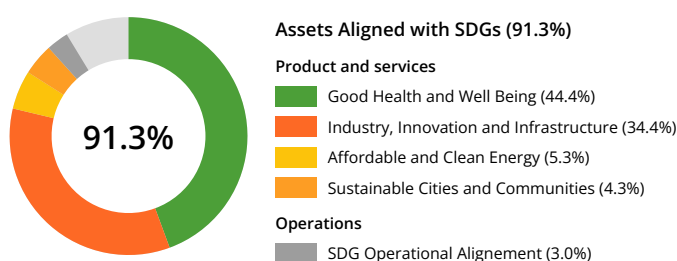 91.3%
Assets Aligned with SDGs (91.3%)
Product and services
Good Health and Well Being (44.4%)
Industry, Innovation and Infrastructure (34.4%)
Affordable and Clean Energy (5.3%)
Sustainable Cities and Communities (4.3%)
Operations
SDG Operational Alignement (3.0%)